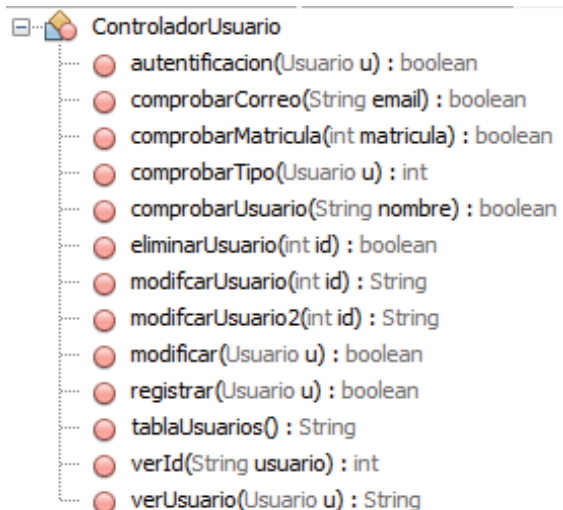 ControladorUsuario
autentificacion(Usuario u) : boolean
comprobarCorreo(String email) : boolean
comprobarMatricula(int matricula) : boolean
comprobarTipo(Usuario u) : int
comprobarUsuario(String nombre) : boolean
eliminarUsuario(int id) : boolean
modifcarUsuario(int id) : String
modifcarUsuario2(int id) : String
modificar(Usuario u) : boolean
registrar(Usuario u) : boolean
tablaUsuarios() : String
verId(String usuario) : int
verUsuario(Usuario u) : String